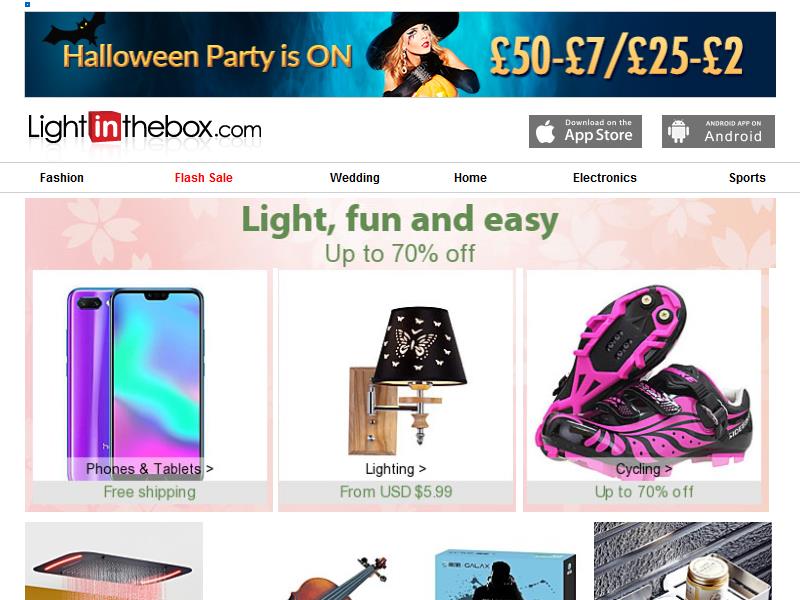 Halloween Party is ON
£50-£7/£25-£2
Lightinthebox.com
Download on the
App Store
ANDROID APP ON
Android
Fashion
Flash Sale
Wedding
Home
Electronics
Sports
Light, fun and easy
Up to 70% off
Phones & Tablets >
Free shipping
Lighting >
From USD $5.99
Cycling >
Up to 70% off
GALAX